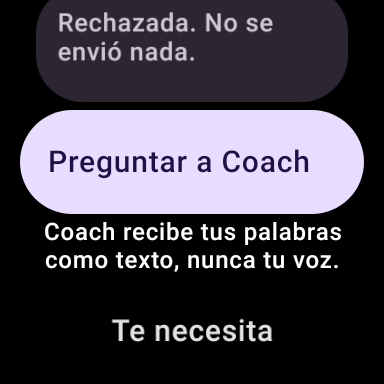 Rechazada. No se
envió nada.
Preguntar a Coach
Coach recibe tus palabras
como texto, nunca tu voz.
Te necesita